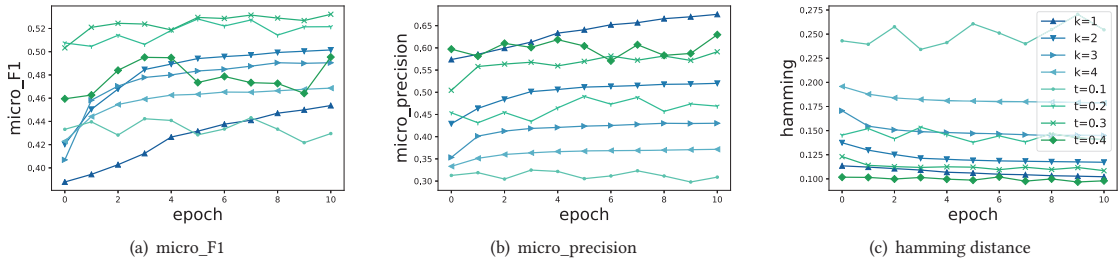 micro_F1
0.52
0.50
0.48
0.46
0.44
0.42
0.40
0 2 4 6 8 10
epoch
(a) micro_F1
micro_precision
0.65
0.60
0.55
0.50
0.45
0.40
0.35
0.30
0 2 4 6 8 10
epoch
(b) micro_precision
hamming
0.275
0.250
0.225
0.200
0.175
0.150
0.125
0.100
0 2 4 6 8 10
epoch
k=1
k=2
k=3
k=4
t=0.1
t=0.2
t=0.3
t=0.4
(c) hamming distance